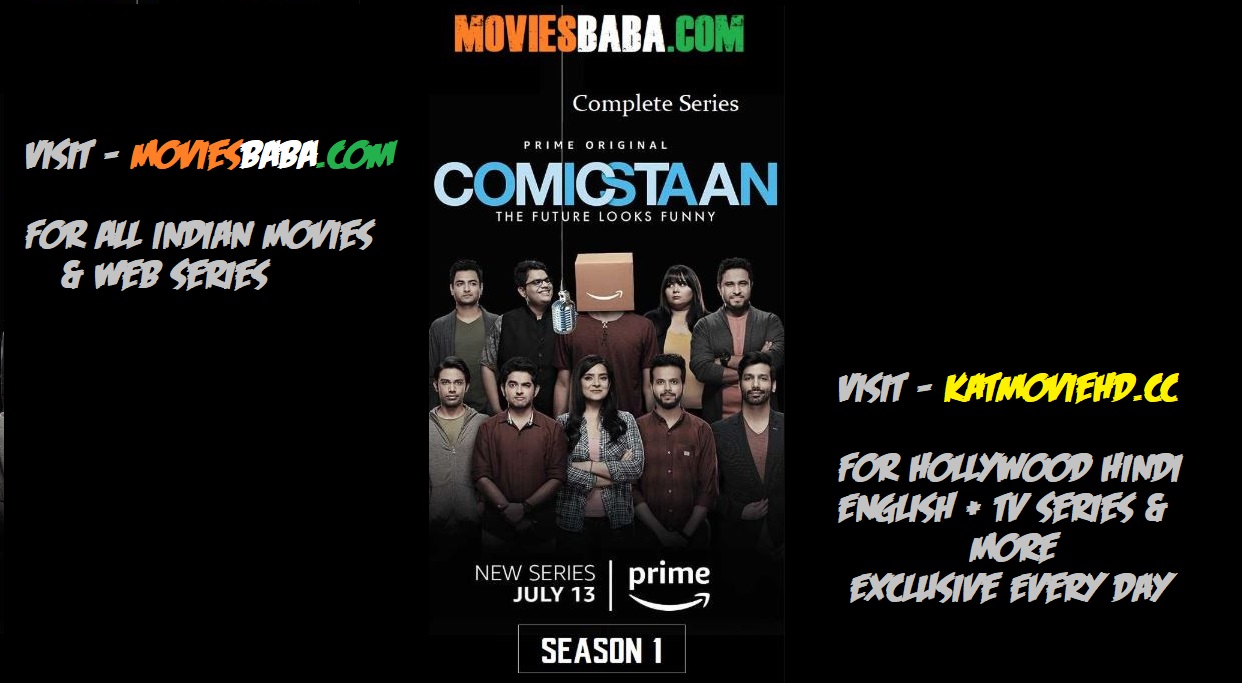 MOVIESBABA.COM
Complete Series
VISIT - MOVIESBABA.COM
FOR ALL INDIAN MOVIES
& WEB SERIES
PRIME ORIGINAL
COMICSTAAN
THE FUTURE LOOKS FUNNY
NEW SERIES
JULY 13
prime
SEASON 1
VISIT - KATMOVIEHD.CC
FOR HOLLYWOOD HINDI
ENGLISH + TV SERIES &
MORE
EXCLUSIVE EVERY DAY